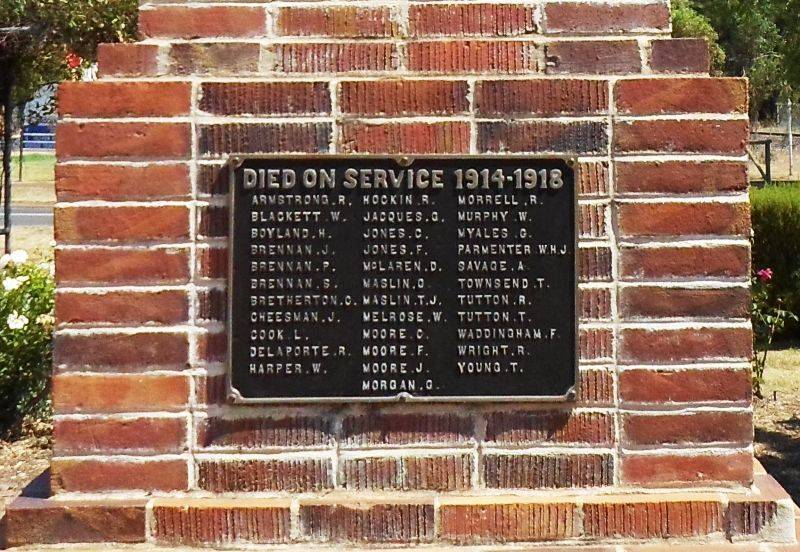 DIED ON SERVICE 1914-1918
ARMSTRONG.R.
BLACKETT.W.
BOYLAND.H.
BRENNAN.J.
BRENNAN.P.
BRENNAN.S.
BRETHERTON.C.
CHEESMAN.J.
COOK.L.
DELAPORTE.R.
HARPER.W.
HOCKIN.R.
JACQUES.G.
JONES.C.
JONES.F.
McLAREN.D.
MASLIN.O.
MASLIN.T.J.
MELROSE.W.
MOORE.C.
MOORE.F.
MOORE.J.
MORGAN.G.
MORRELL.R.
MURPHY.W.
MYALES.G.
PARMENTER.W.H.J.
SAVAGE.A.
TOWNSEND.T.
TUTTON.R.
TUTTON.T.
WADDINGHAM.F.
WRIGHT.R.
YOUNG.T.